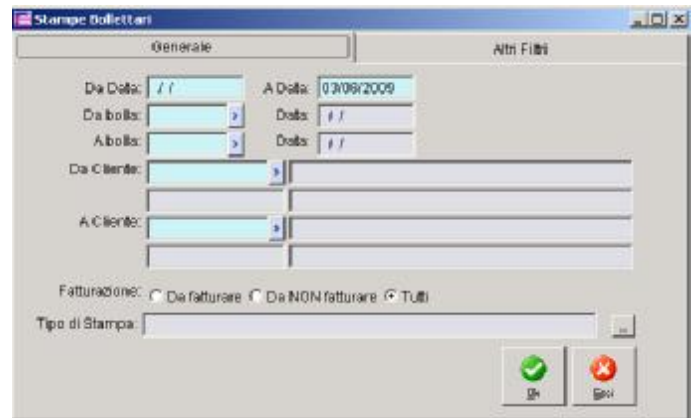 Stampe Bollettari
Generale Altri Filtri
Da Data: / / A Data: 03/06/2009
Da bolla: Data: / /
A bolla: Data: / /
Da Cliente:
A Cliente:
Fatturazione: Da fatturare Da NON fatturare Tutti
Tipo di Stampa: ...
Ok Esci